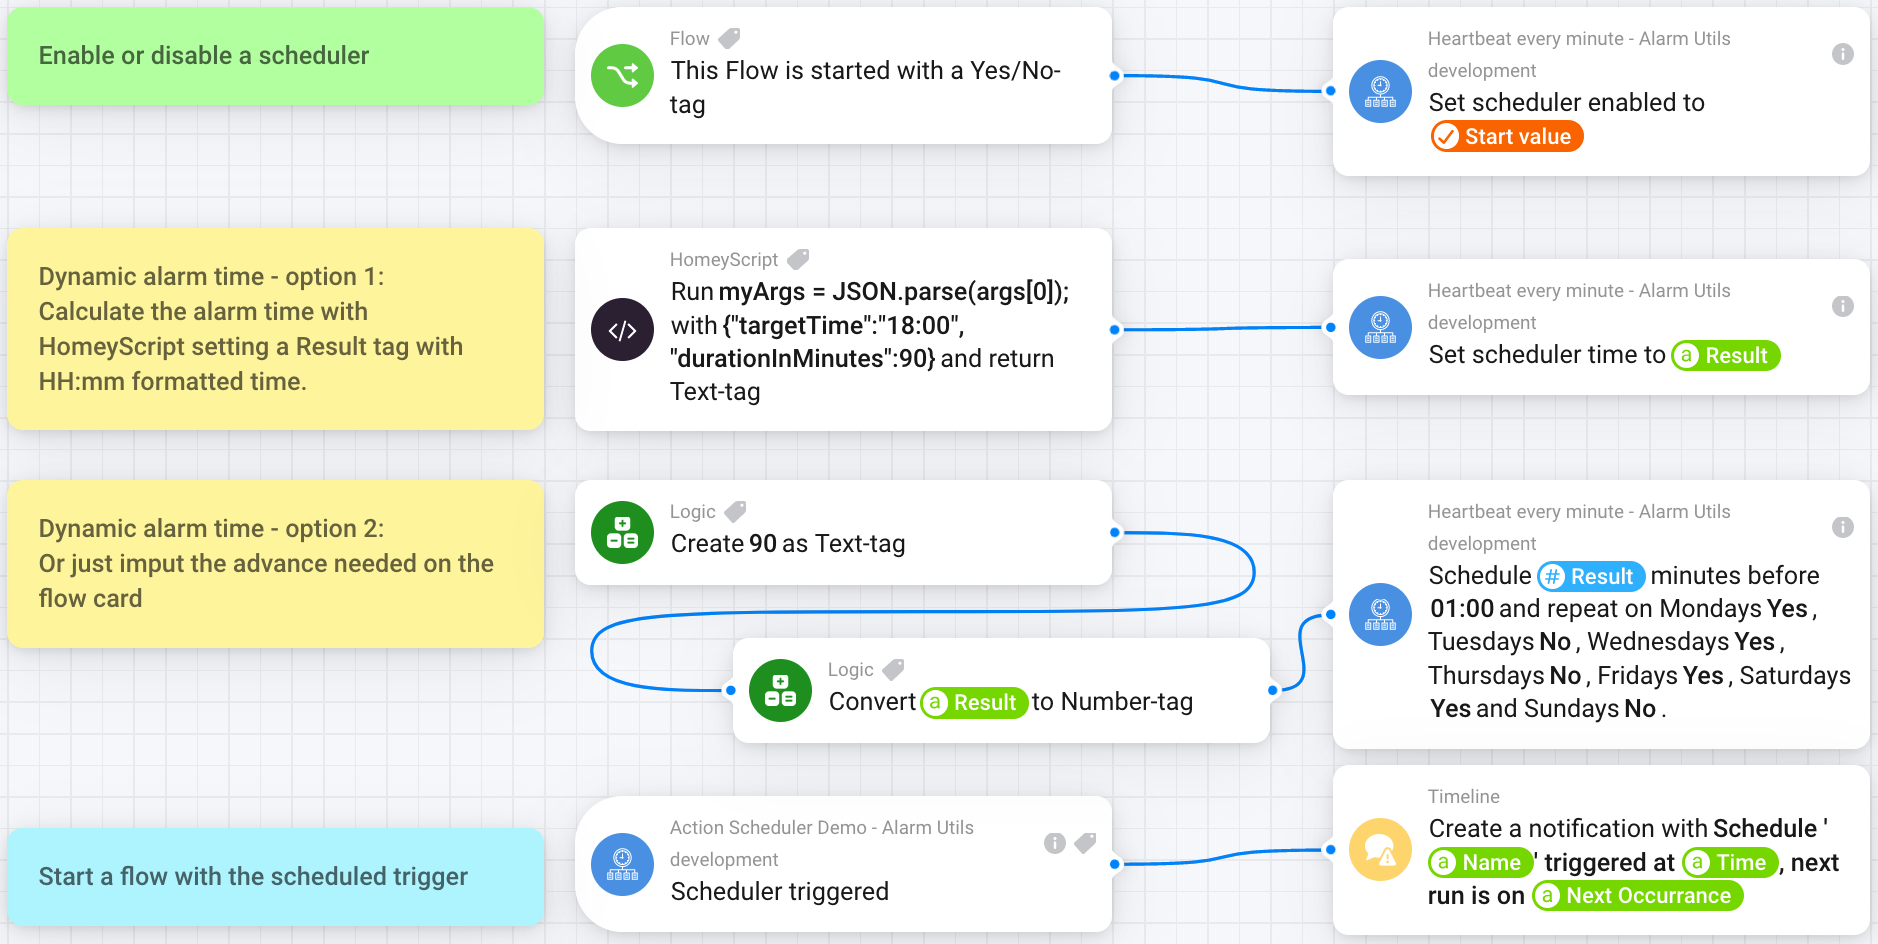 Enable or disable a scheduler
Flow
This Flow is started with a Yes/No-
tag
Heartbeat every minute - Alarm Utils
development
Set scheduler enabled to
Start value
Dynamic alarm time - option 1:
Calculate the alarm time with
HomeyScript setting a Result tag with
HH:mm formatted time.
HomeyScript
Run myArgs = JSON.parse(args[0]);
with {"targetTime":"18:00",
"durationInMinutes":90} and return
Text-tag
Heartbeat every minute - Alarm Utils
development
Set scheduler time to a Result
Dynamic alarm time - option 2:
Or just imput the advance needed on the
flow card
Logic
Create 90 as Text-tag
Logic
Convert a Result to Number-tag
Heartbeat every minute - Alarm Utils
development
Schedule # Result minutes before
01:00 and repeat on Mondays Yes ,
Tuesdays No , Wednesdays Yes ,
Thursdays No , Fridays Yes , Saturdays
Yes and Sundays No .
Start a flow with the scheduled trigger
Action Scheduler Demo - Alarm Utils
development
Scheduler triggered
Timeline
Create a notification with Schedule '
a Name ' triggered at a Time , next
run is on a Next Occurrance